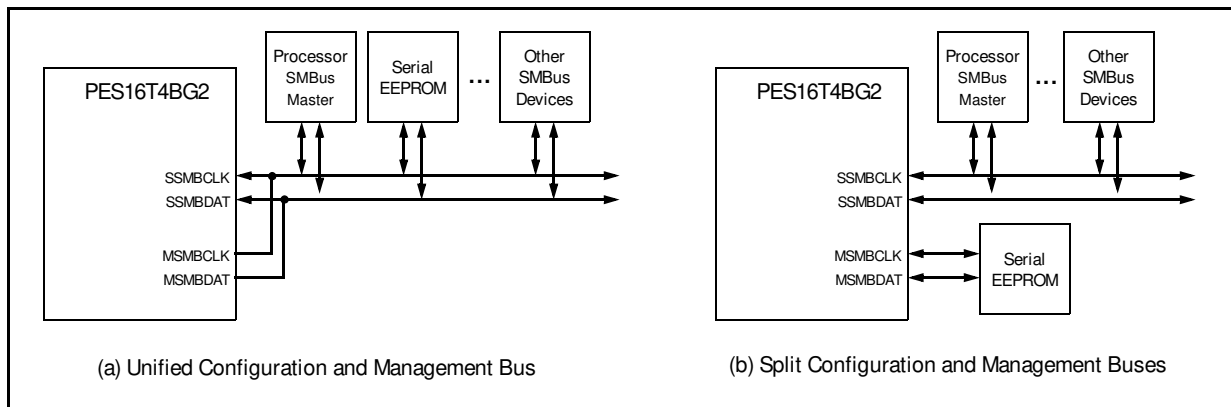 PES16T4BG2
Processor
SMBus
Master
Serial
EEPROM
...
Other
SMBus
Devices
SSMBCLK
SSMBDAT
MSMBCLK
MSMBDAT
(a) Unified Configuration and Management Bus
PES16T4BG2
Processor
SMBus
Master
...
Other
SMBus
Devices
SSMBCLK
SSMBDAT
MSMBCLK
MSMBDAT
Serial
EEPROM
(b) Split Configuration and Management Buses